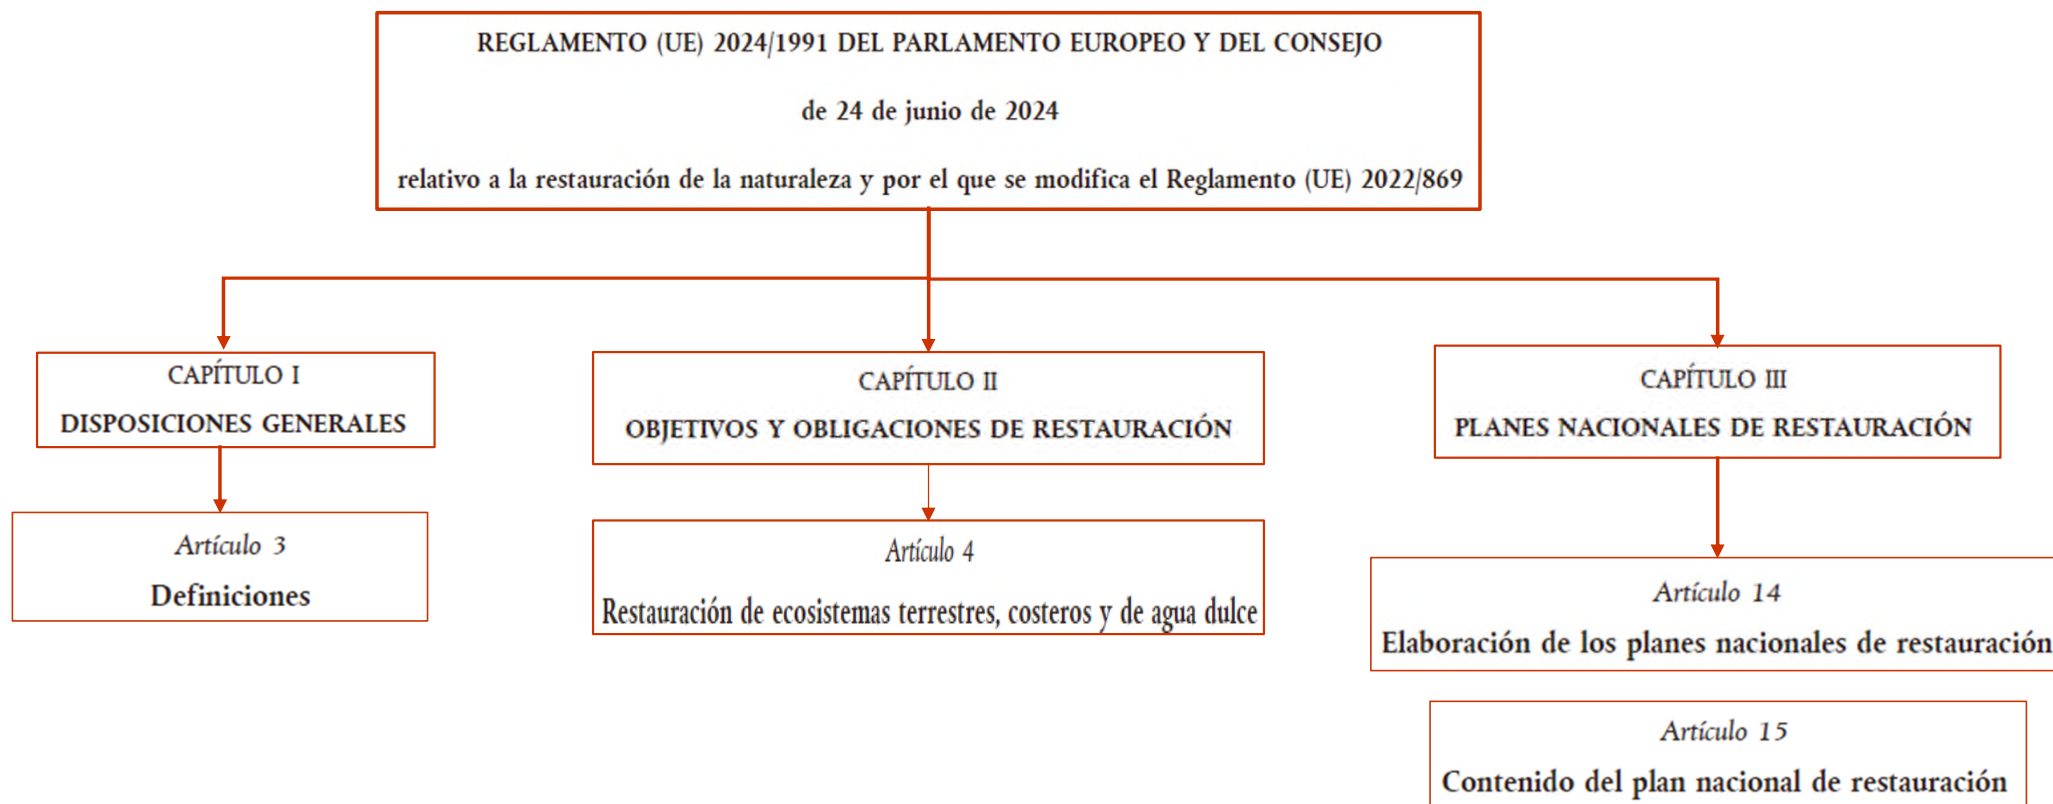 REGLAMENTO (UE) 2024/1991 DEL PARLAMENTO EUROPEO Y DEL CONSEJO
de 24 de junio de 2024
relativo a la restauración de la naturaleza y por el que se modifica el Reglamento (UE) 2022/869
CAPÍTULO I
DISPOSICIONES GENERALES
Artículo 3
Definiciones
CAPÍTULO II
OBJETIVOS Y OBLIGACIONES DE RESTAURACIÓN
Artículo 4
Restauración de ecosistemas terrestres, costeros y de agua dulce
CAPÍTULO III
PLANES NACIONALES DE RESTAURACIÓN
Artículo 14
Elaboración de los planes nacionales de restauración
Artículo 15
Contenido del plan nacional de restauración